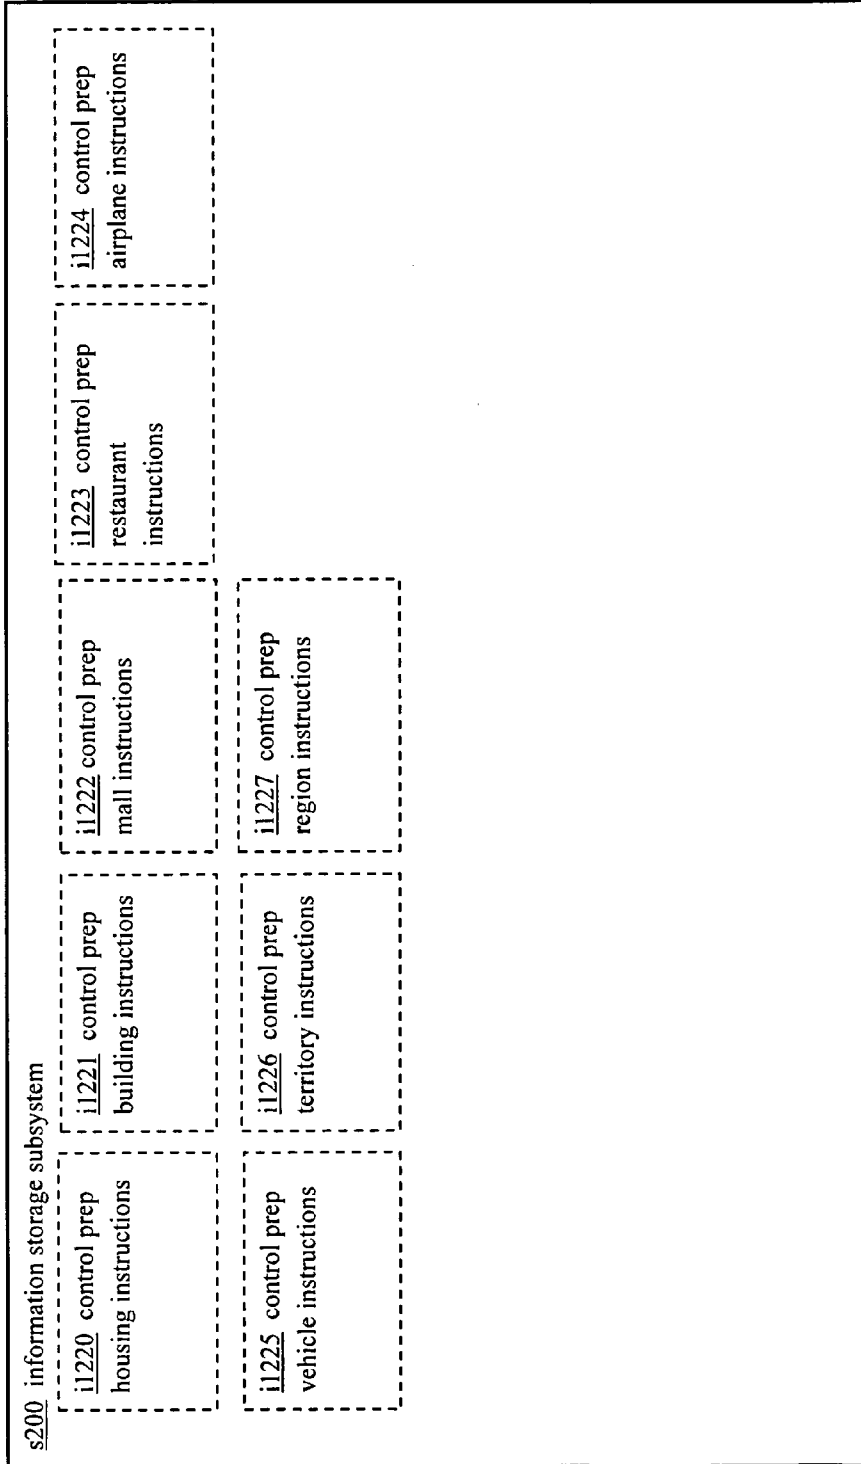 s200 information storage subsystem
i1220 control prep
housing instructions
i1221 control prep
building instructions
i1222 control prep
mall instructions
i1223 control prep
restaurant
instructions
i1224 control prep
airplane instructions
i1225 control prep
vehicle instructions
i1226 control prep
territory instructions
i1227 control prep
region instructions